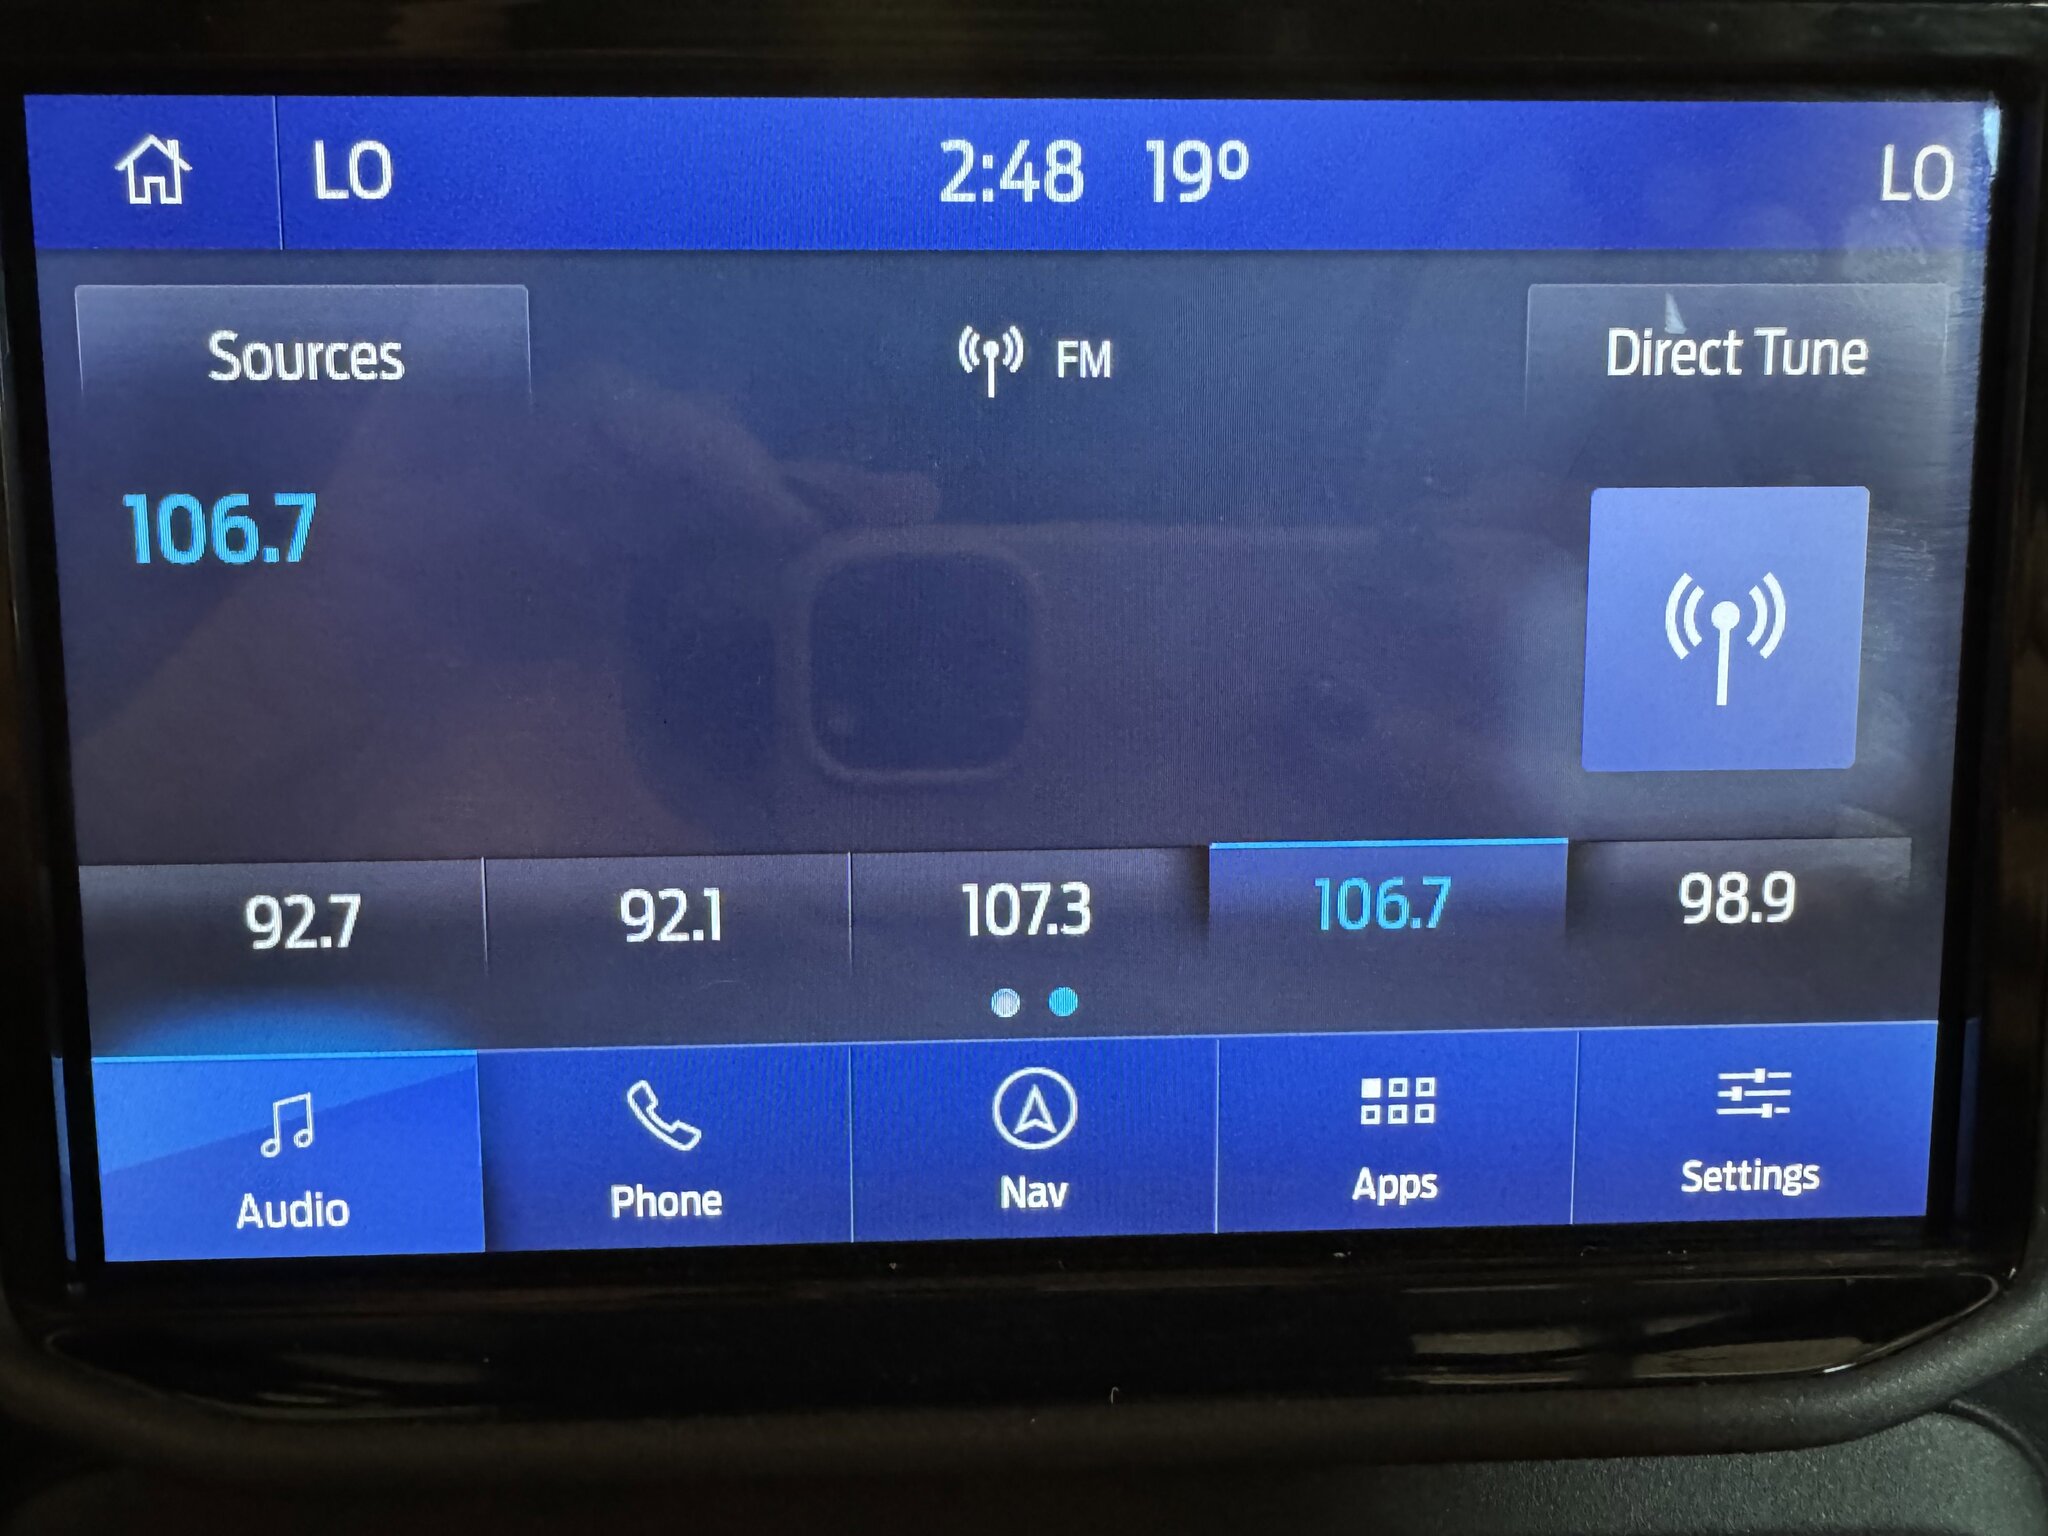 LO 2:48 19° LO
Sources FM Direct Tune
106.7
92.7 92.1 107.3 106.7 98.9
Audio Phone Nav Apps Settings